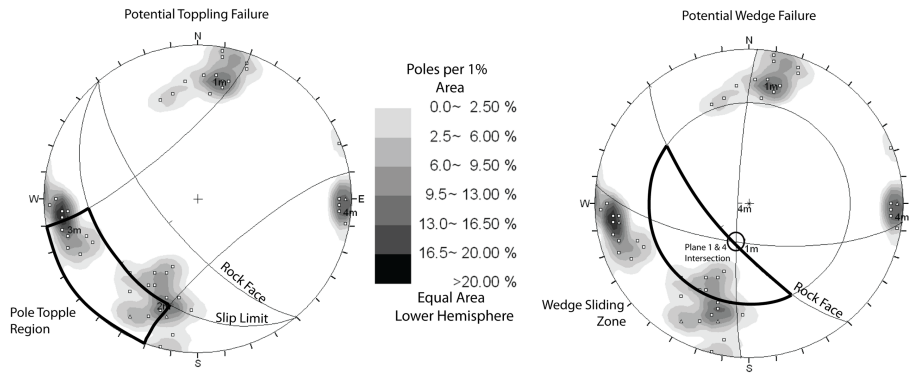 Potential Toppling Failure
N
1m
W
E
4m
3m
2m
Rock Face
Slip Limit
Pole Topple
Region
S
Poles per 1%
Area
0.0~ 2.50 %
2.5~ 6.00 %
6.0~ 9.50 %
9.5~ 13.00 %
13.0~ 16.50 %
16.5~ 20.00 %
>20.00 %
Equal Area
Lower Hemisphere
Potential Wedge Failure
N
1m
W
4m
4m
Plane 1 & 4
Intersection
1m
Rock Face
Wedge Sliding
Zone
S